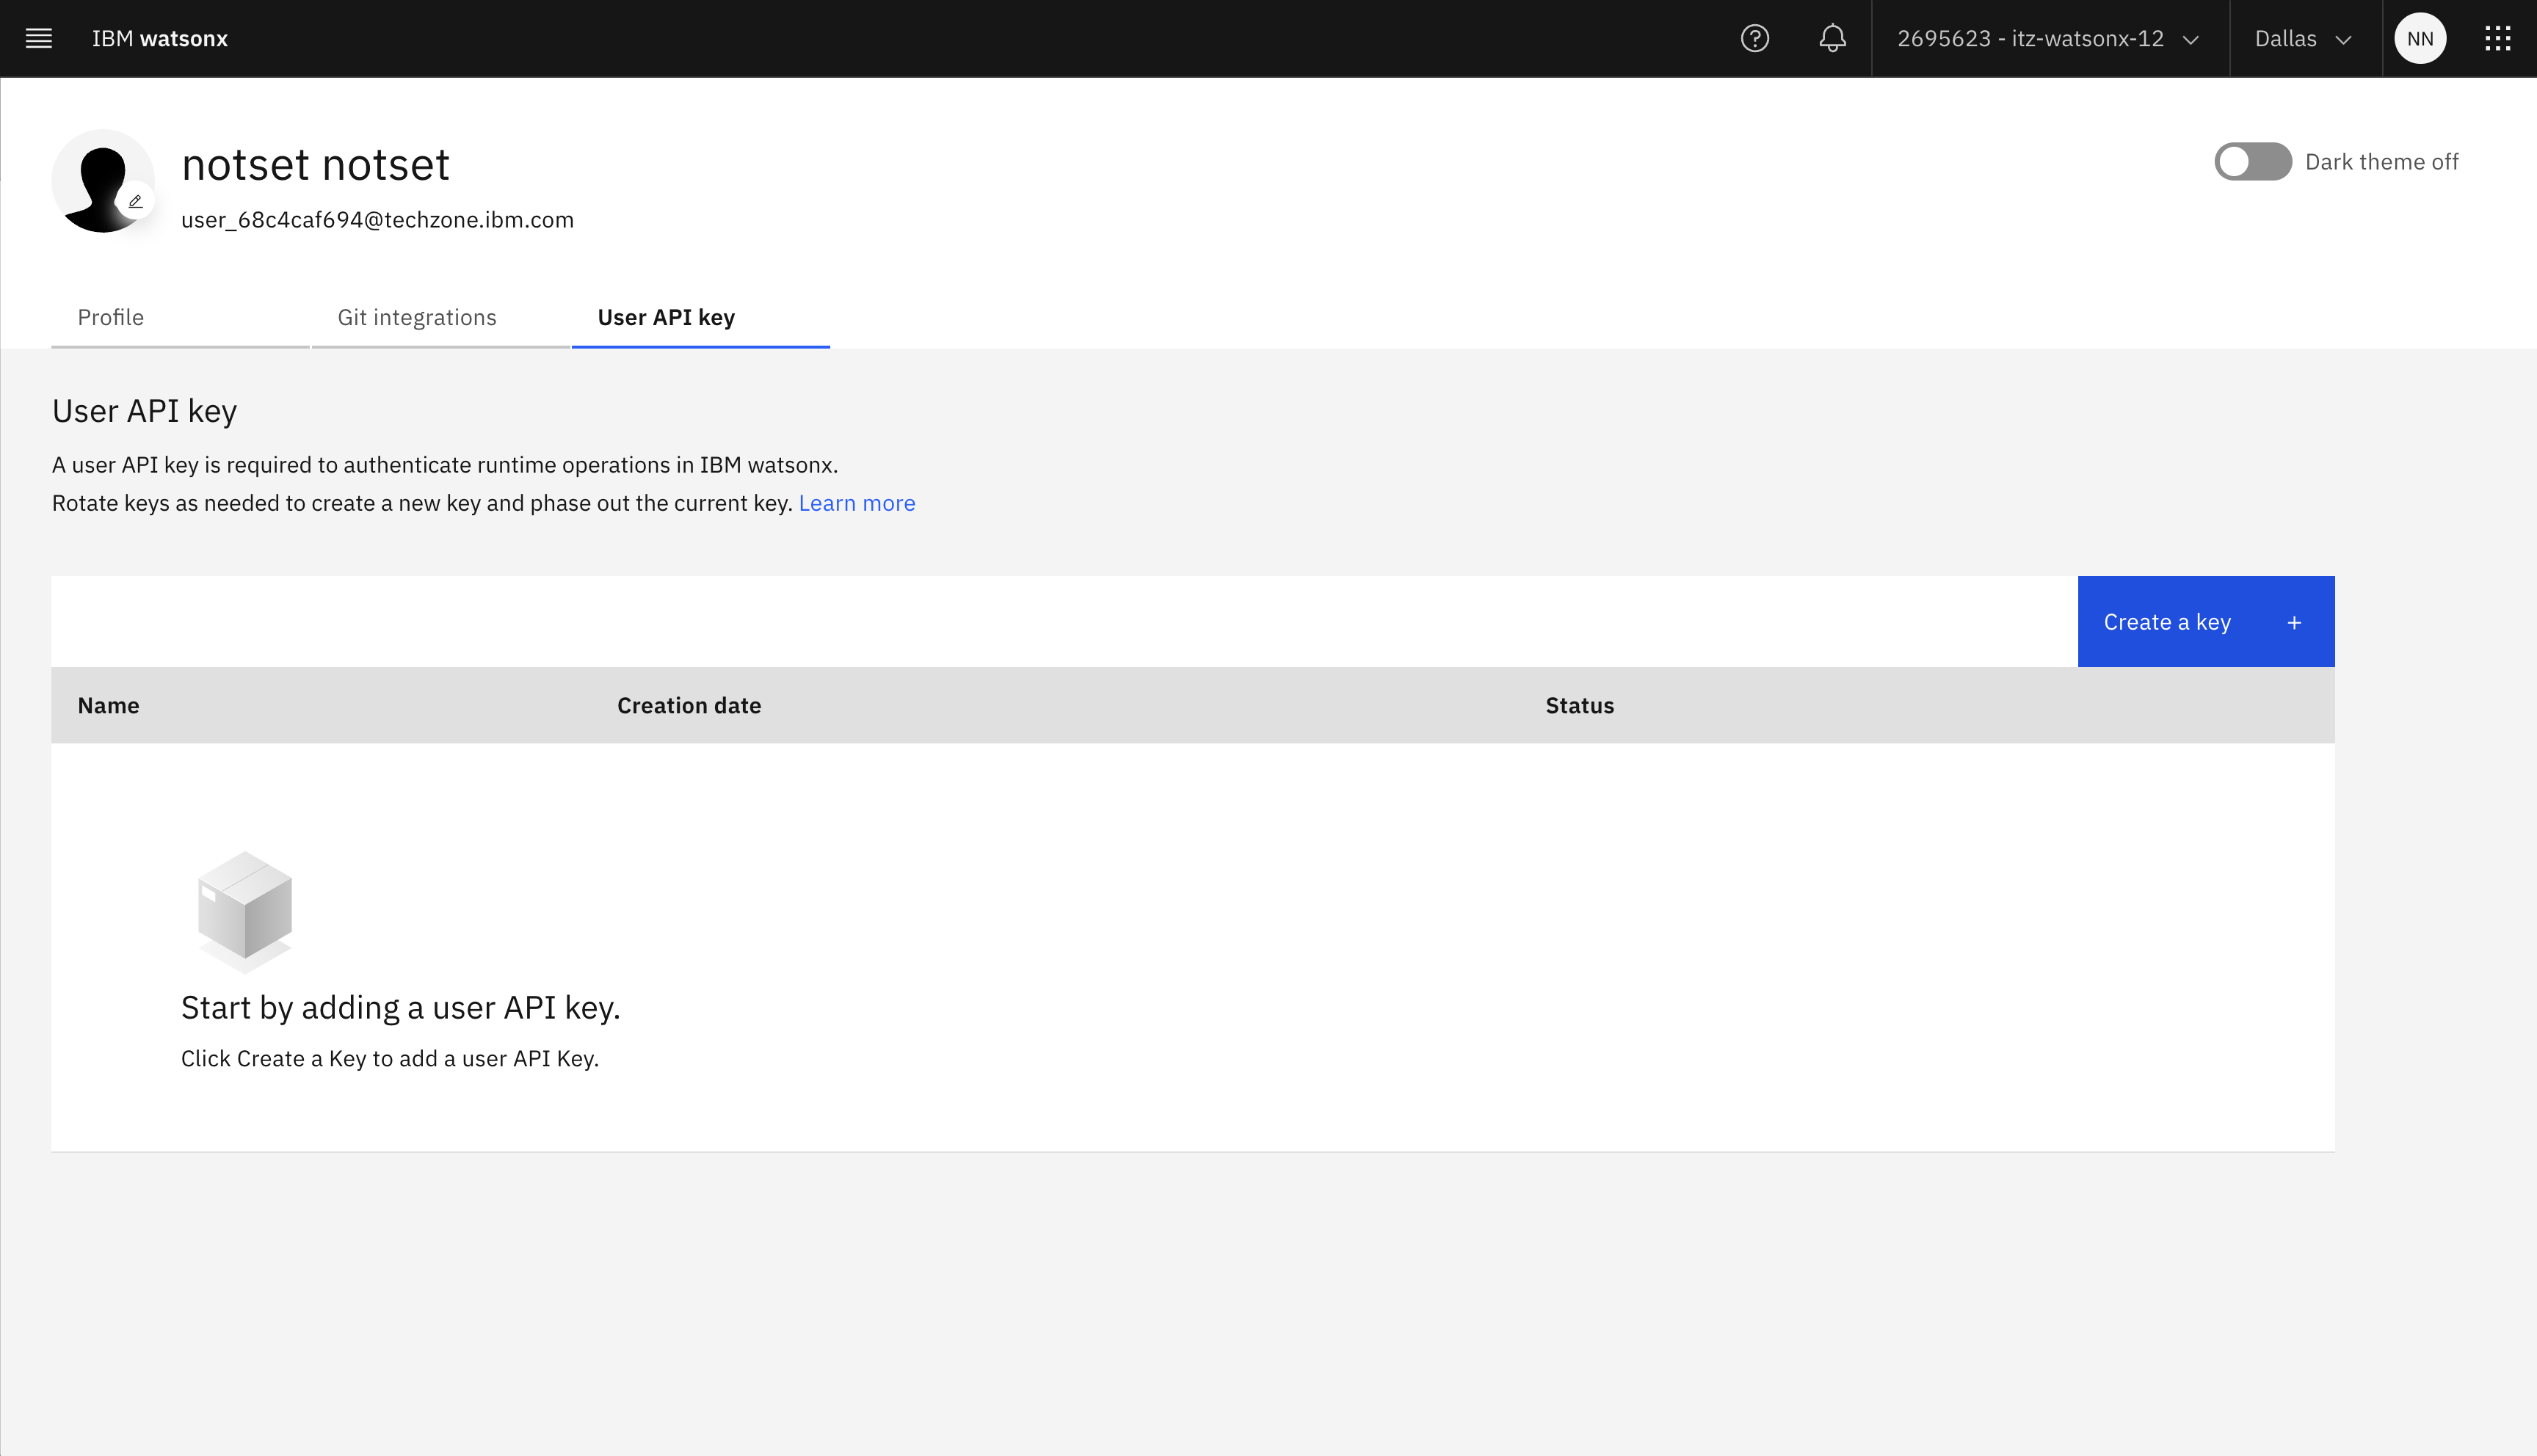 IBM watsonx
2695623 - itz-watsonx-12
Dallas
NN
notset notset
user_68c4caf694@techzone.ibm.com
Dark theme off
Profile
Git integrations
User API key
User API key
A user API key is required to authenticate runtime operations in IBM watsonx.
Rotate keys as needed to create a new key and phase out the current key. Learn more
Create a key +
Name
Creation date
Status
Start by adding a user API key.
Click Create a Key to add a user API Key.